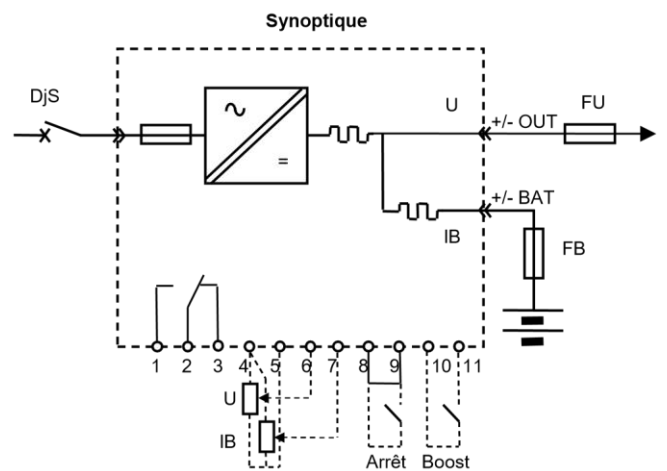 Synoptique
DjS
U
+/- OUT
FU
+/- BAT
IB
FB
1 2 3 4 5 6 7 8 9 10 11
U
IB
Arrêt Boost